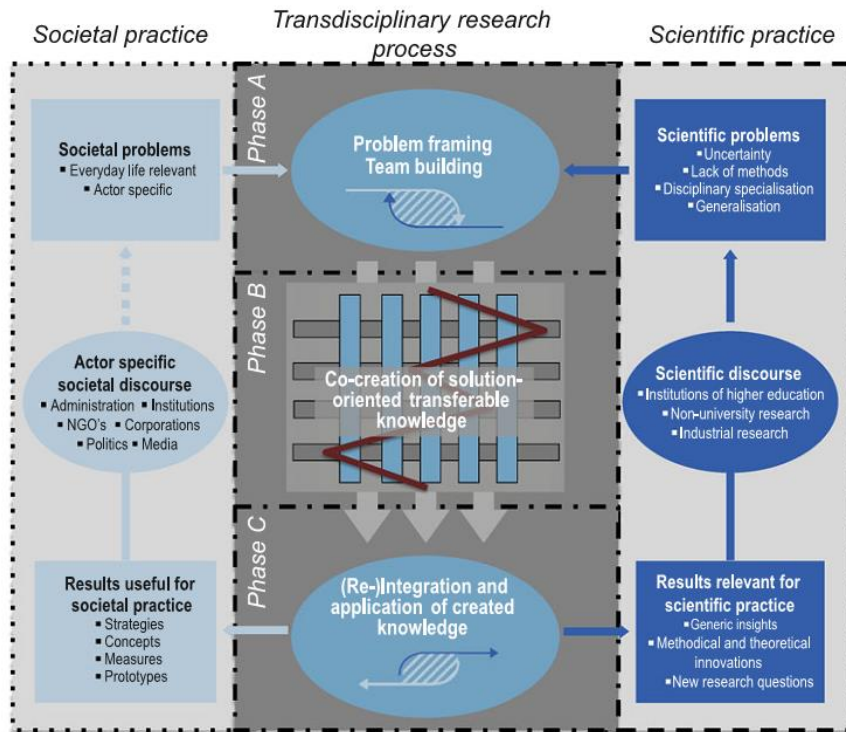 Societal practice
Transdisciplinary research
process
Scientific practice
Phase A
Societal problems
▪ Everyday life relevant
▪ Actor specific
Problem framing
Team building
Scientific problems
▪ Uncertainty
▪ Lack of methods
▪ Disciplinary specialisation
▪ Generalisation
Phase B
Actor specific
societal discourse
▪ Administration ▪ Institutions
▪ NGO's ▪ Corporations
▪ Politics ▪ Media
Co-creation of solution-
oriented transferable
knowledge
Scientific discourse
▪ Institutions of higher education
▪ Non-university research
▪ Industrial research
Phase C
Results useful for
societal practice
▪ Strategies
▪ Concepts
▪ Measures
▪ Prototypes
(Re-)Integration and
application of created
knowledge
Results relevant for
scientific practice
▪ Generic insights
▪ Methodical and theoretical
innovations
▪ New research questions